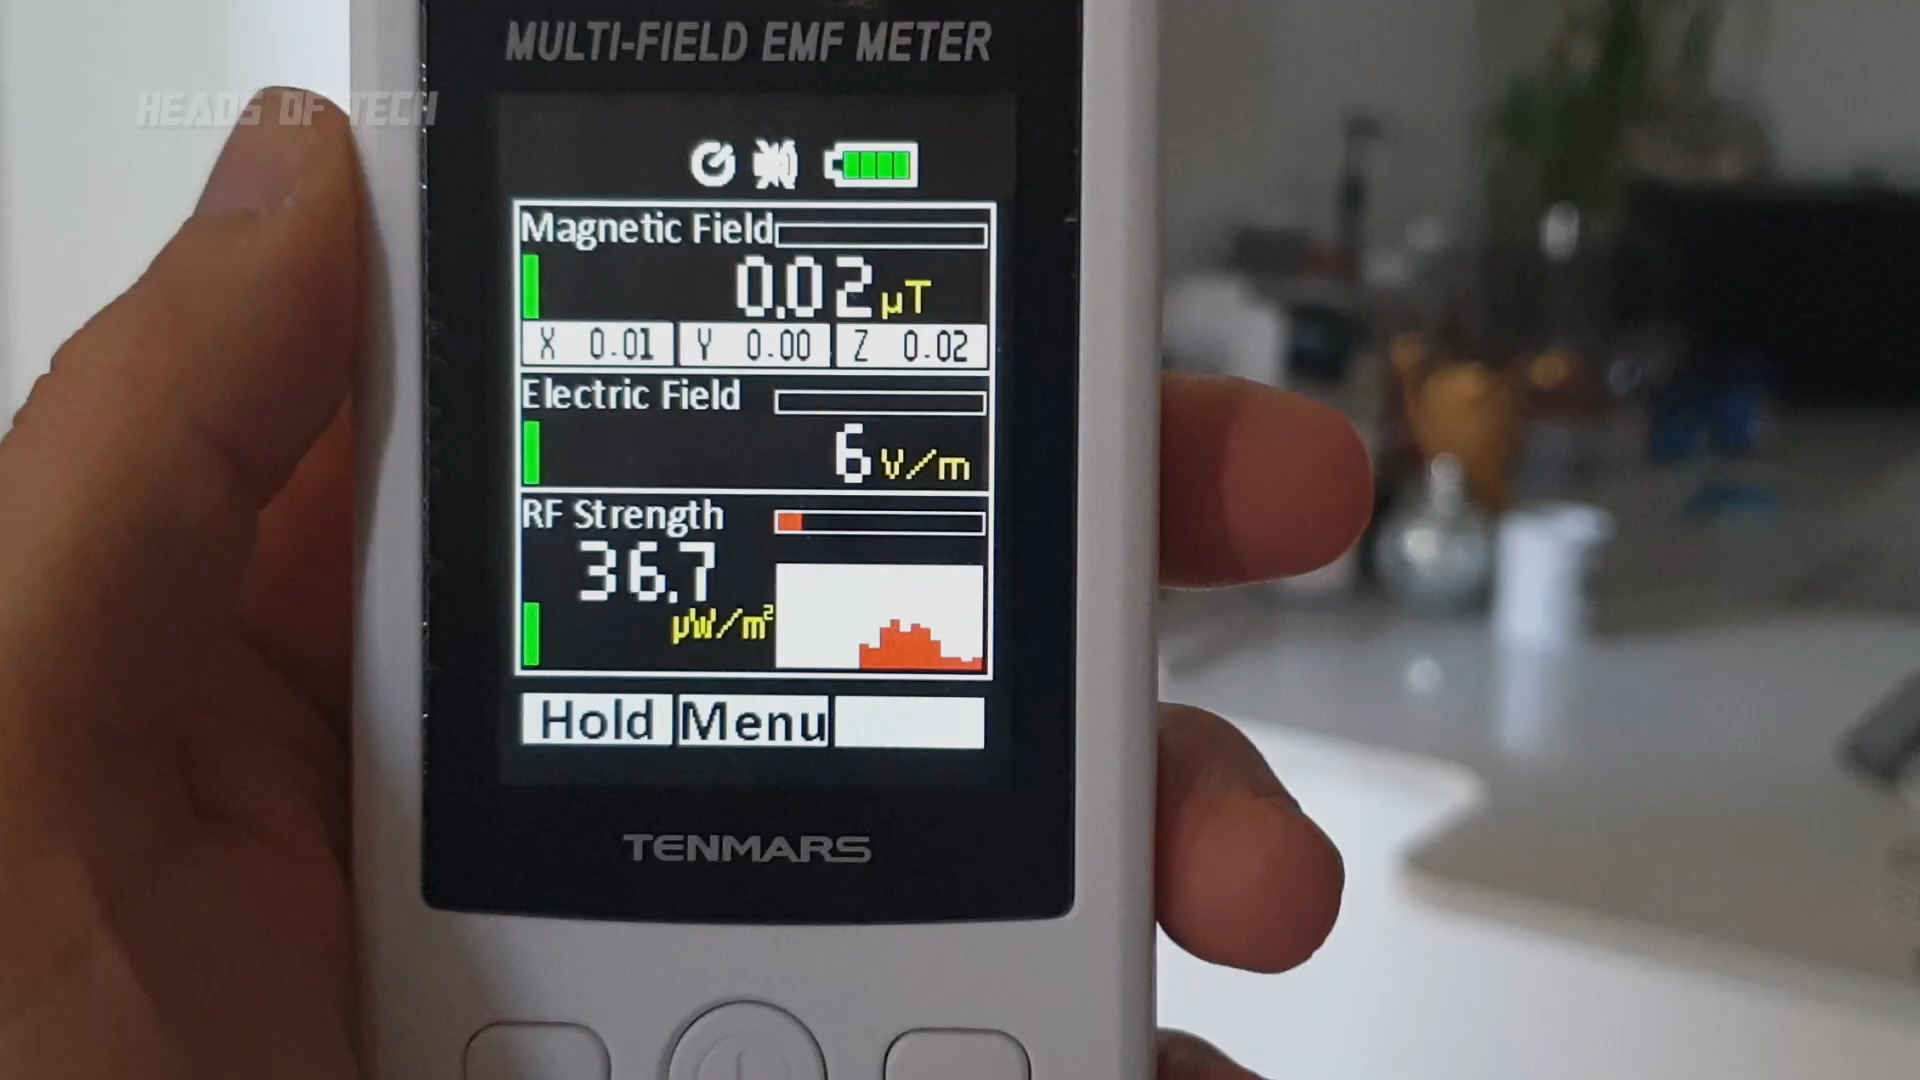 MULTI-FIELD EMF METER
HEADS OF TECH
Magnetic Field
0.02 µT
X 0.01 Y 0.00 Z 0.02
Electric Field
6 V/m
RF Strength
36.7
µW/m²
Hold Menu
TENMARS